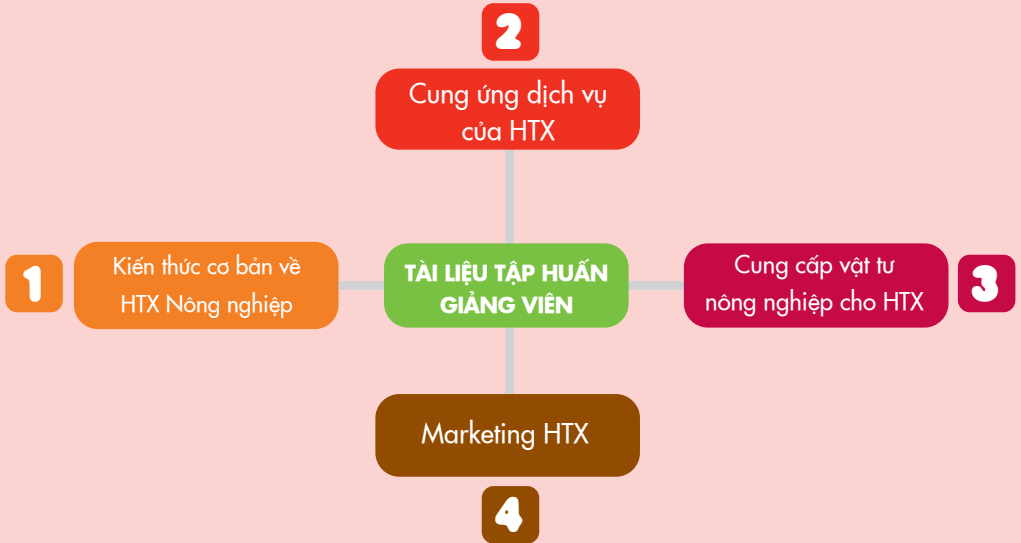 2
Cung ứng dịch vụ
của HTX
1
Kiến thức cơ bản về
HTX Nông nghiệp
TÀI LIỆU TẬP HUẤN
GIẢNG VIÊN
Cung cấp vật tư
nông nghiệp cho HTX
3
Marketing HTX
4